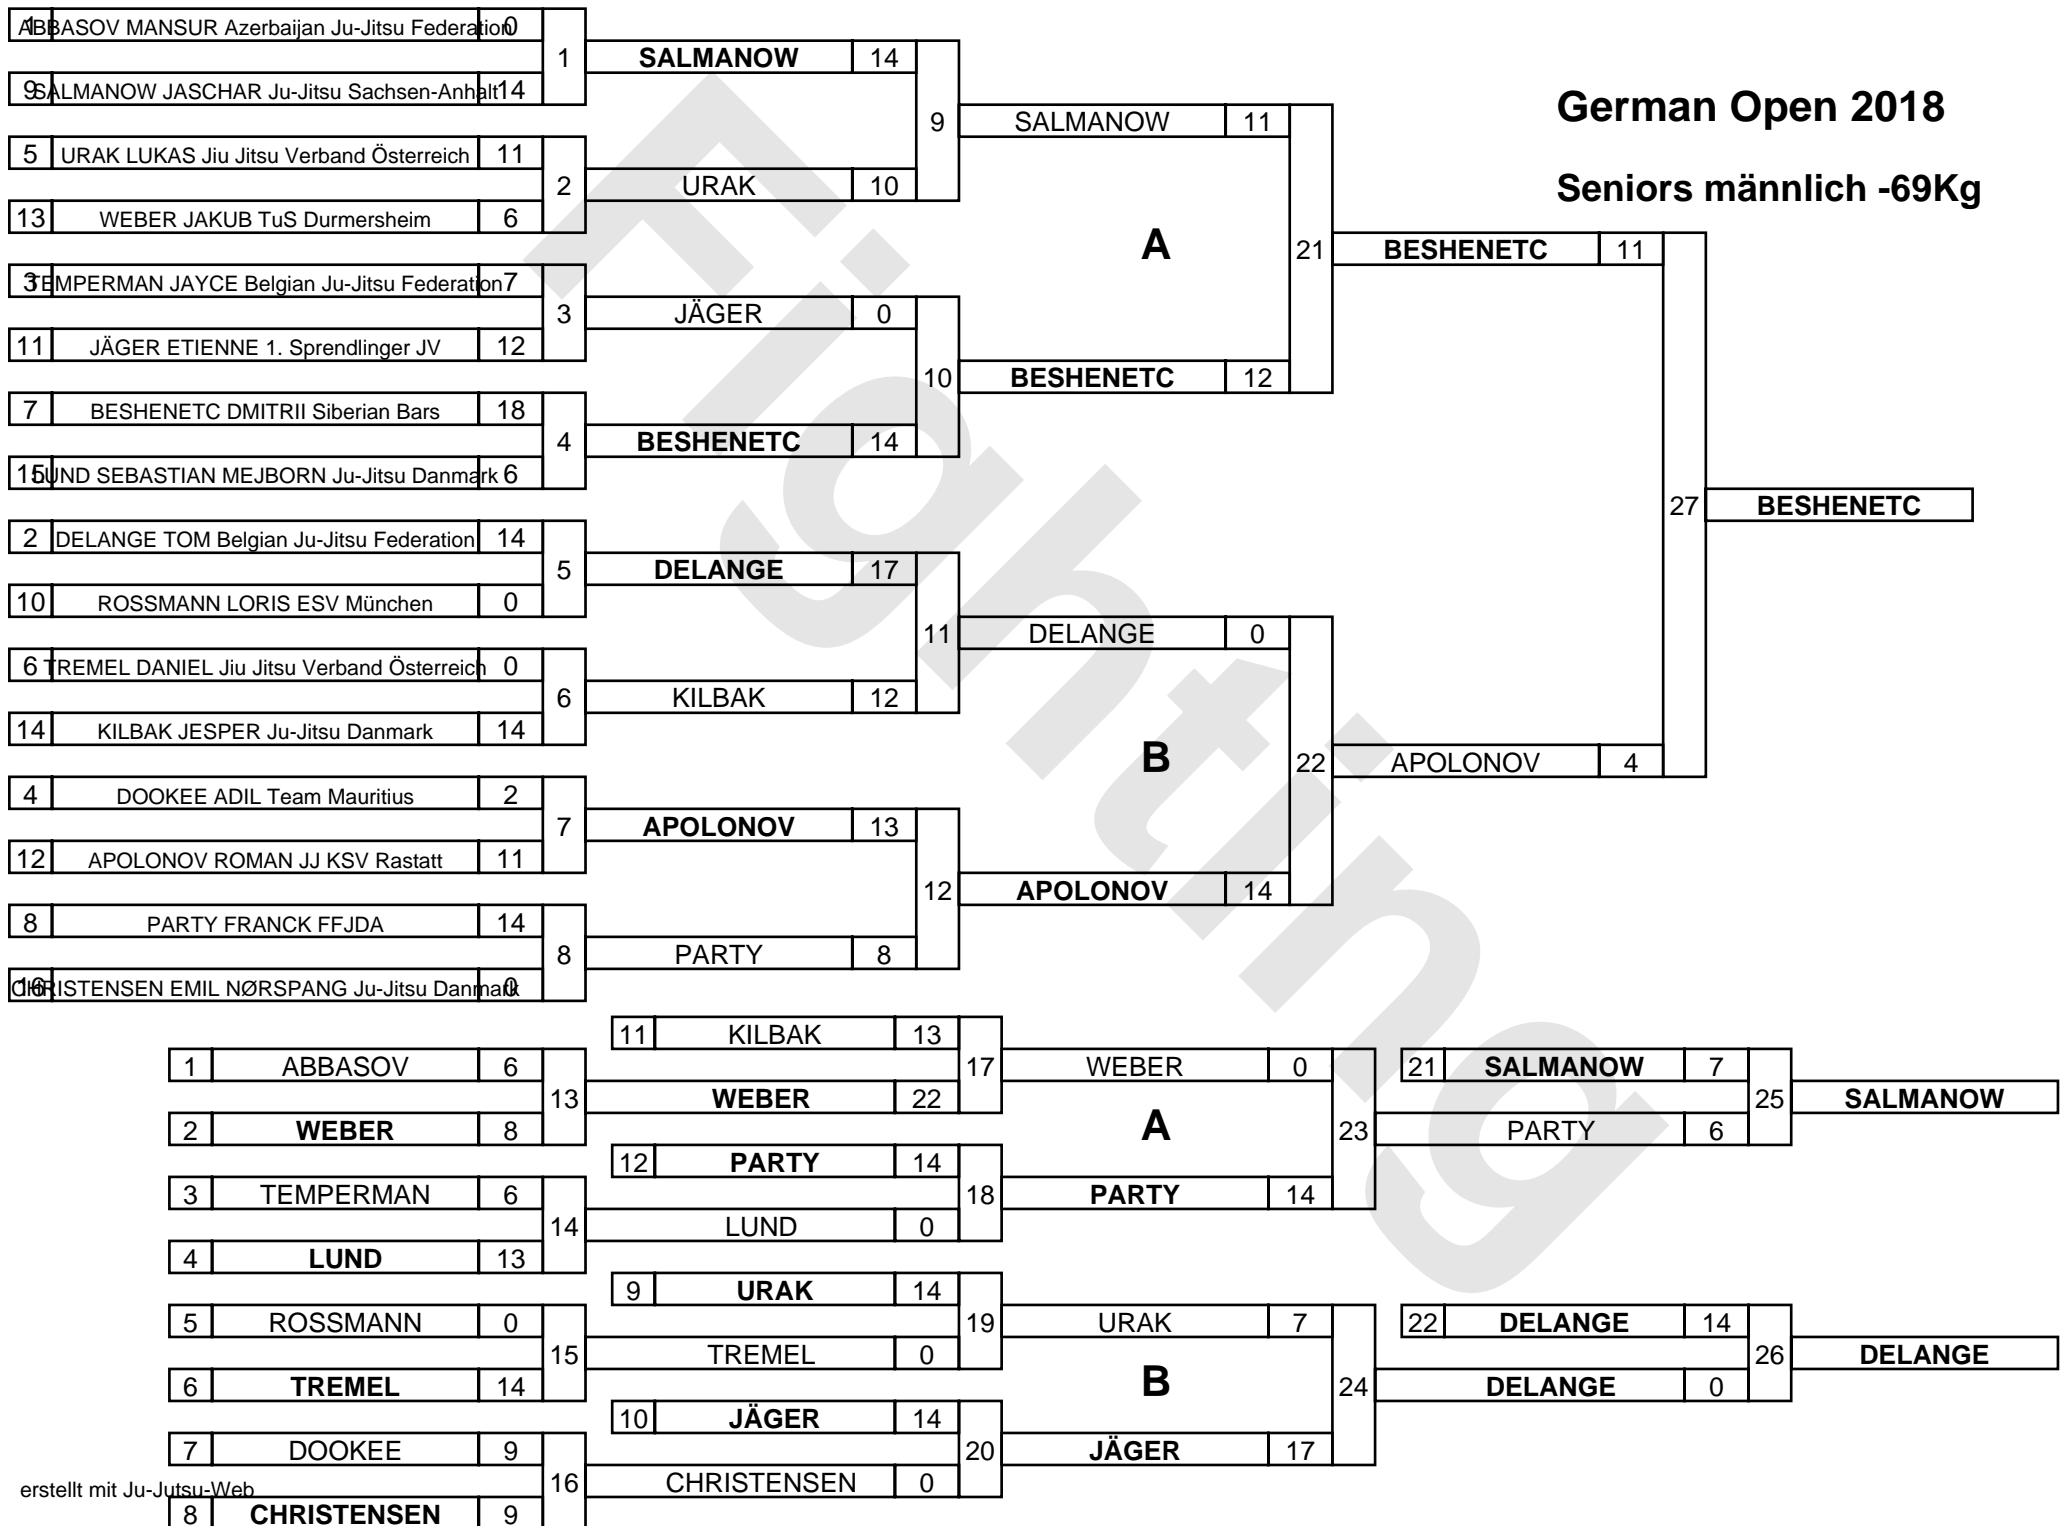 German Open 2018
Seniors männlich -69Kg
1 ABBASOV MANSUR Azerbaijan Ju-Jitsu Federation 0
9 SALMANOW JASCHAR Ju-Jitsu Sachsen-Anhalt 14
1
5 URAK LUKAS Jiu Jitsu Verband Österreich 11
13 WEBER JAKUB TuS Durmersheim 6
2
3 TEMPERMAN JAYCE Belgian Ju-Jitsu Federation 7
11 JÄGER ETIENNE 1. Sprendlinger JV 12
3
7 BESHENETC DMITRII Siberian Bars 18
15 LUND SEBASTIAN MEJBORN Ju-Jitsu Danmark 6
4
2 DELANGE TOM Belgian Ju-Jitsu Federation 14
10 ROSSMANN LORIS ESV München 0
5
6 TREMEL DANIEL Jiu Jitsu Verband Österreich 0
14 KILBAK JESPER Ju-Jitsu Danmark 14
6
4 DOOKEE ADIL Team Mauritius 2
12 APOLONOV ROMAN JJ KSV Rastatt 11
7
8 PARTY FRANCK FFJDA 14
16 CHRISTENSEN EMIL NØRSPANG Ju-Jitsu Danmark 0
8
SALMANOW 14
URAK 10
9
JÄGER 0
BESHENETC 14
10
DELANGE 17
KILBAK 12
11
APOLONOV 13
PARTY 8
12
SALMANOW 11
A
BESHENETC 12
21
DELANGE 0
B
APOLONOV 14
22
BESHENETC 11
APOLONOV 4
27
BESHENETC
Fighting
1 ABBASOV 6
2 WEBER 8
13
3 TEMPERMAN 6
4 LUND 13
14
5 ROSSMANN 0
6 TREMEL 14
15
7 DOOKEE 9
8 CHRISTENSEN 9
16
11 KILBAK 13
WEBER 22
17
12 PARTY 14
LUND 0
18
9 URAK 14
TREMEL 0
19
10 JÄGER 14
CHRISTENSEN 0
20
WEBER 0
A
PARTY 14
23
URAK 7
B
JÄGER 17
24
21 SALMANOW 7
PARTY 6
25
SALMANOW
22 DELANGE 14
DELANGE 0
26
DELANGE
erstellt mit Ju-Jutsu-Web